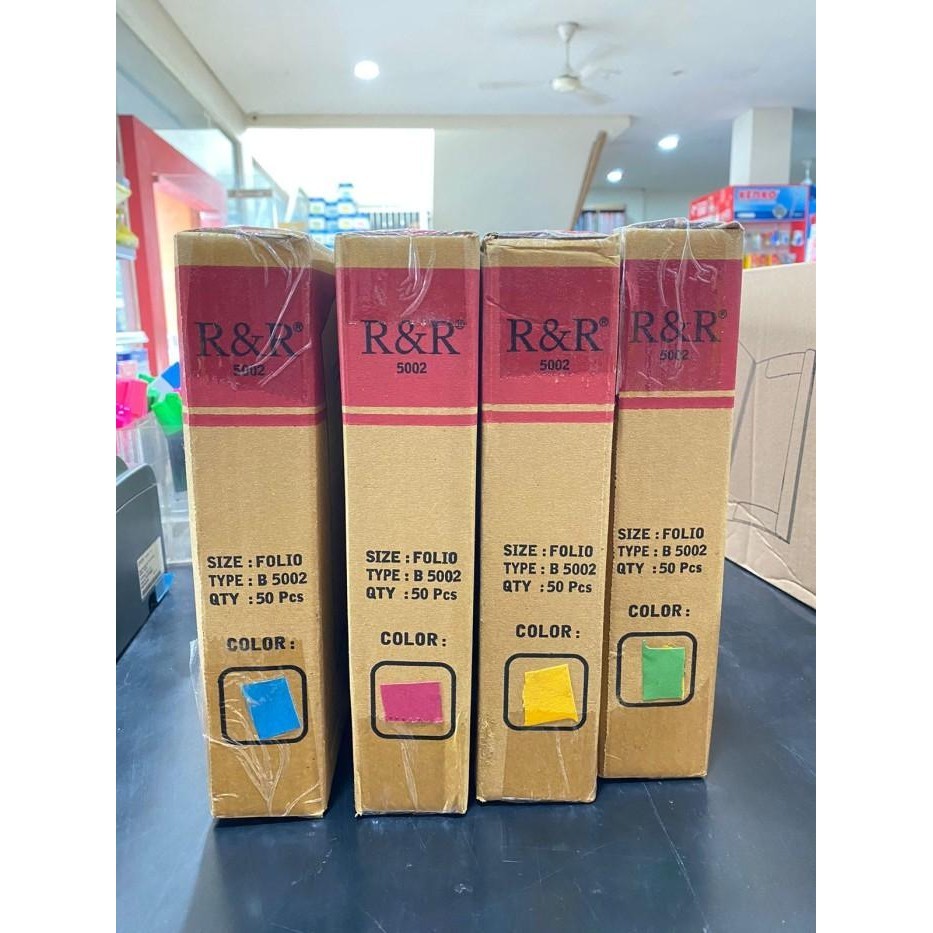 R&R®
5002
SIZE : FOLIO
TYPE : B 5002
QTY : 50 Pcs
COLOR :
R&R®
5002
SIZE : FOLIO
TYPE : B 5002
QTY : 50 Pcs
COLOR :
R&R®
5002
SIZE : FOLIO
TYPE : B 5002
QTY : 50 Pcs
COLOR :
R&R®
5002
SIZE : FOLIO
TYPE : B 5002
QTY : 50 Pcs
COLOR :
KENKO